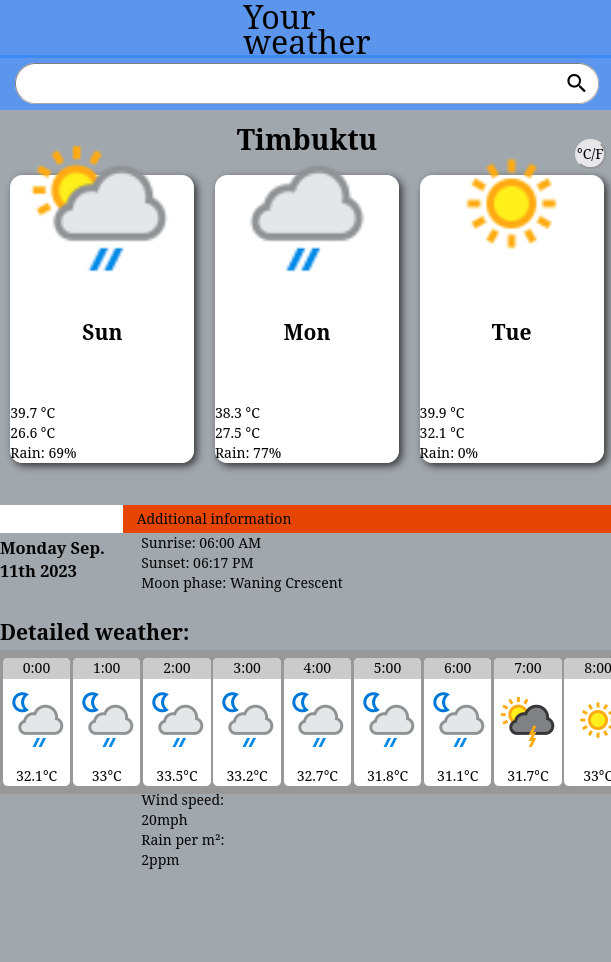 Your
weather
Timbuktu
°C/F
Sun
39.7 °C
26.6 °C
Rain: 69%
Mon
38.3 °C
27.5 °C
Rain: 77%
Tue
39.9 °C
32.1 °C
Rain: 0%
Additional information
Monday Sep.
11th 2023
Sunrise: 06:00 AM
Sunset: 06:17 PM
Moon phase: Waning Crescent
Detailed weather:
0:00 1:00 2:00 3:00 4:00 5:00 6:00 7:00 8:00
32.1°C 33°C 33.5°C 33.2°C 32.7°C 31.8°C 31.1°C 31.7°C 33°C
Wind speed:
20mph
Rain per m²:
2ppm